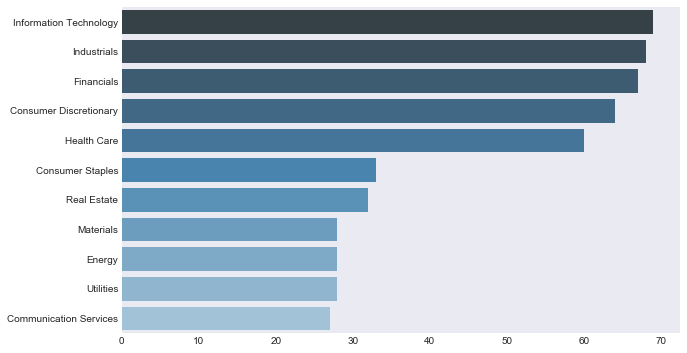 Information Technology
Industrials
Financials
Consumer Discretionary
Health Care
Consumer Staples
Real Estate
Materials
Energy
Utilities
Communication Services
0 10 20 30 40 50 60 70